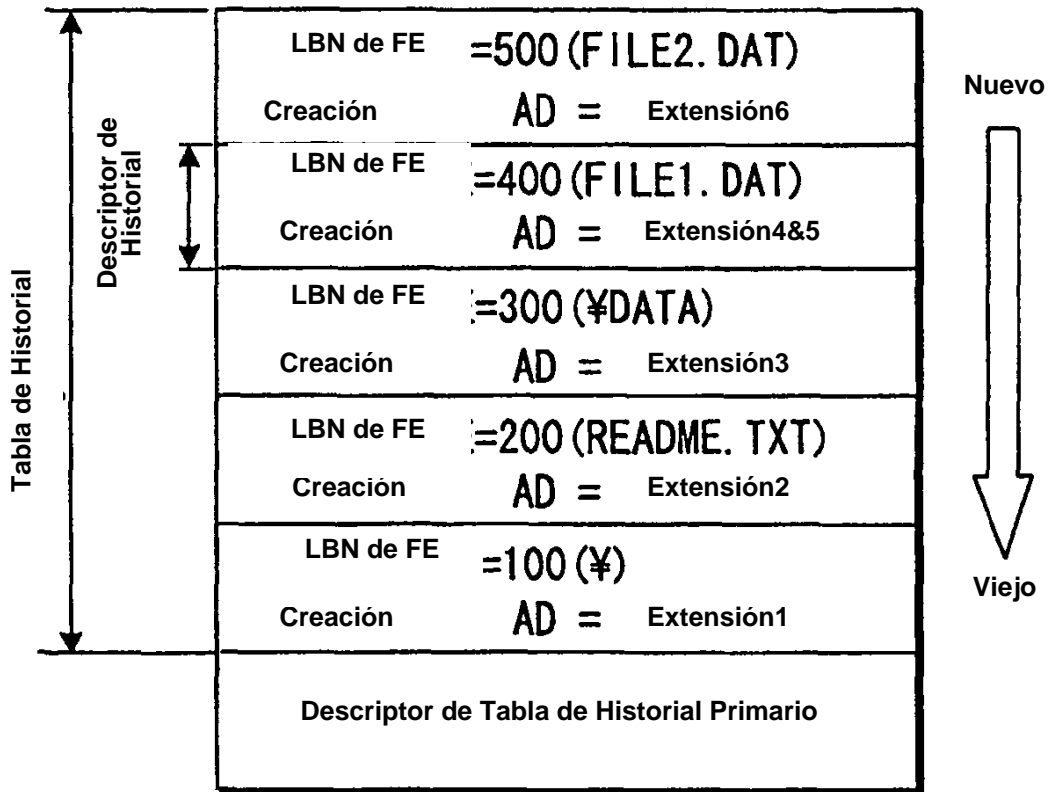 LBN de FE =500 (FILE2. DAT)
Creación AD = Extensión6
LBN de FE =400 (FILE1. DAT)
Creación AD = Extensión4&5
LBN de FE =300 (¥DATA)
Creación AD = Extensión3
LBN de FE =200 (README. TXT)
Creación AD = Extensión2
LBN de FE =100 (¥)
Creación AD = Extensión1
Descriptor de Tabla de Historial Primario
Tabla de Historial
Descriptor de
Historial
Nuevo
Viejo